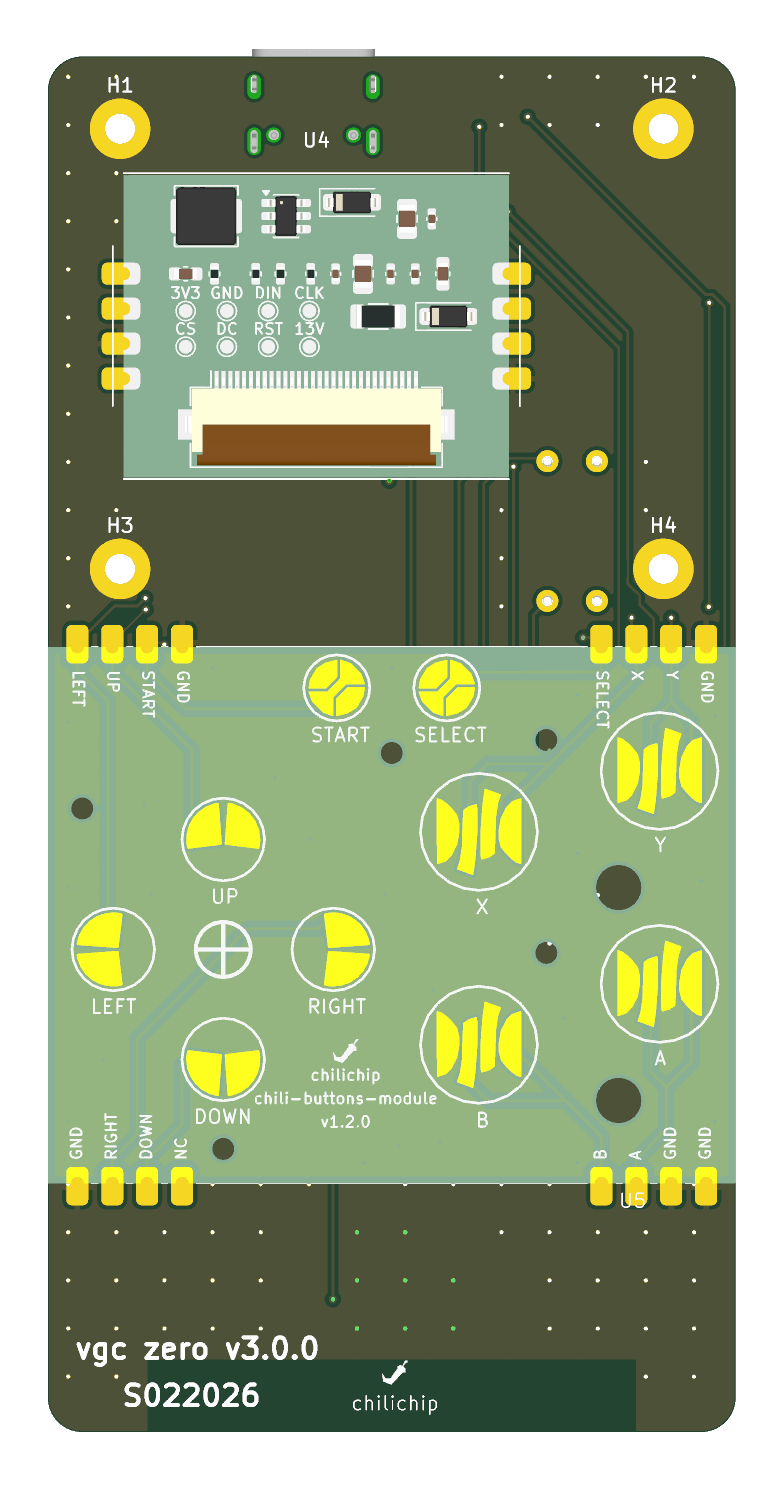 H1
H2
U4
3V3 GND DIN CLK
CS DC RST 13V
H3
H4
LEFT
UP
START
GND
SELECT
X
Y
GND
START
SELECT
Y
UP
X
LEFT
RIGHT
chilichip
A
chili-buttons-module
DOWN
B
v1.2.0
GND
RIGHT
DOWN
NC
B
A
GND
GND
U5
vgc zero v3.0.0
S022026
chilichip